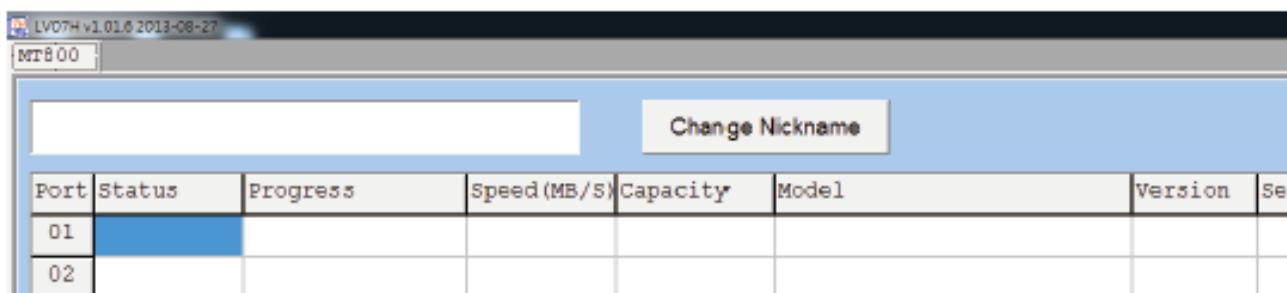 LVD7H v1.01.6 2013-08-27
MT800
Change Nickname
Port Status Progress Speed(MB/S) Capacity Model Version Se
01
02